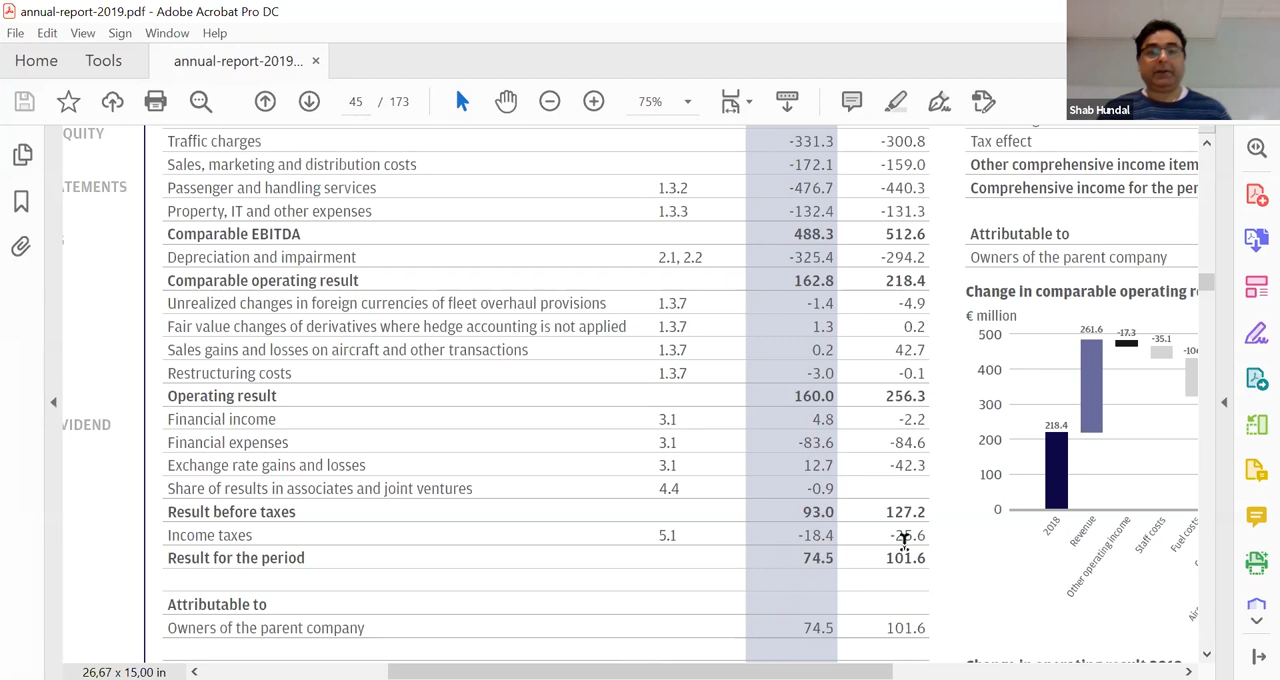 annual-report-2019.pdf - Adobe Acrobat Pro DC
File Edit View Sign Window Help
Home Tools annual-report-2019... ×
45 / 173 75%
Shab Hundal
QUITY
ATEMENTS
VIDEND
Traffic charges -331.3 -300.8
Sales, marketing and distribution costs -172.1 -159.0
Passenger and handling services 1.3.2 -476.7 -440.3
Property, IT and other expenses 1.3.3 -132.4 -131.3
Comparable EBITDA 488.3 512.6
Depreciation and impairment 2.1, 2.2 -325.4 -294.2
Comparable operating result 162.8 218.4
Unrealized changes in foreign currencies of fleet overhaul provisions 1.3.7 -1.4 -4.9
Fair value changes of derivatives where hedge accounting is not applied 1.3.7 1.3 0.2
Sales gains and losses on aircraft and other transactions 1.3.7 0.2 42.7
Restructuring costs 1.3.7 -3.0 -0.1
Operating result 160.0 256.3
Financial income 3.1 4.8 -2.2
Financial expenses 3.1 -83.6 -84.6
Exchange rate gains and losses 3.1 12.7 -42.3
Share of results in associates and joint ventures 4.4 -0.9
Result before taxes 93.0 127.2
Income taxes 5.1 -18.4 -25.6
Result for the period 74.5 101.6
Attributable to
Owners of the parent company 74.5 101.6
Tax effect
Other comprehensive income item
Comprehensive income for the per
Attributable to
Owners of the parent company
Change in comparable operating r
€ million
500
400
300
200
100
0
218.4
261.6
-17.3
-35.1
-106
2018
Revenue
Other operating income
Staff costs
Fuel costs
26,67 x 15,00 in